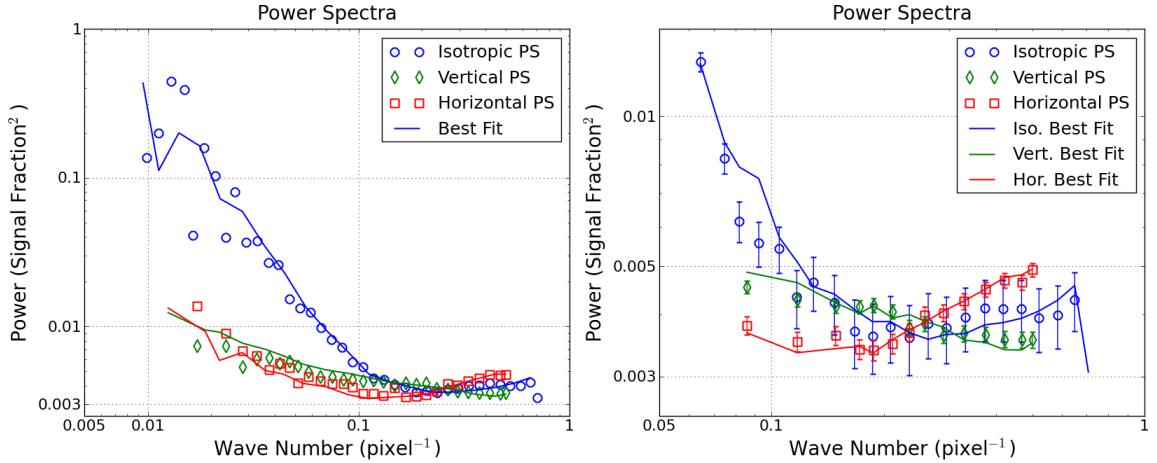 Power Spectra
Power (Signal Fraction²)
1
0.1
0.01
0.003
0.005
0.01
0.1
1
Wave Number (pixel⁻¹)
Isotropic PS
Vertical PS
Horizontal PS
Best Fit
Power Spectra
Power (Signal Fraction²)
0.01
0.005
0.003
0.05
0.1
1
Wave Number (pixel⁻¹)
Isotropic PS
Vertical PS
Horizontal PS
Iso. Best Fit
Vert. Best Fit
Hor. Best Fit